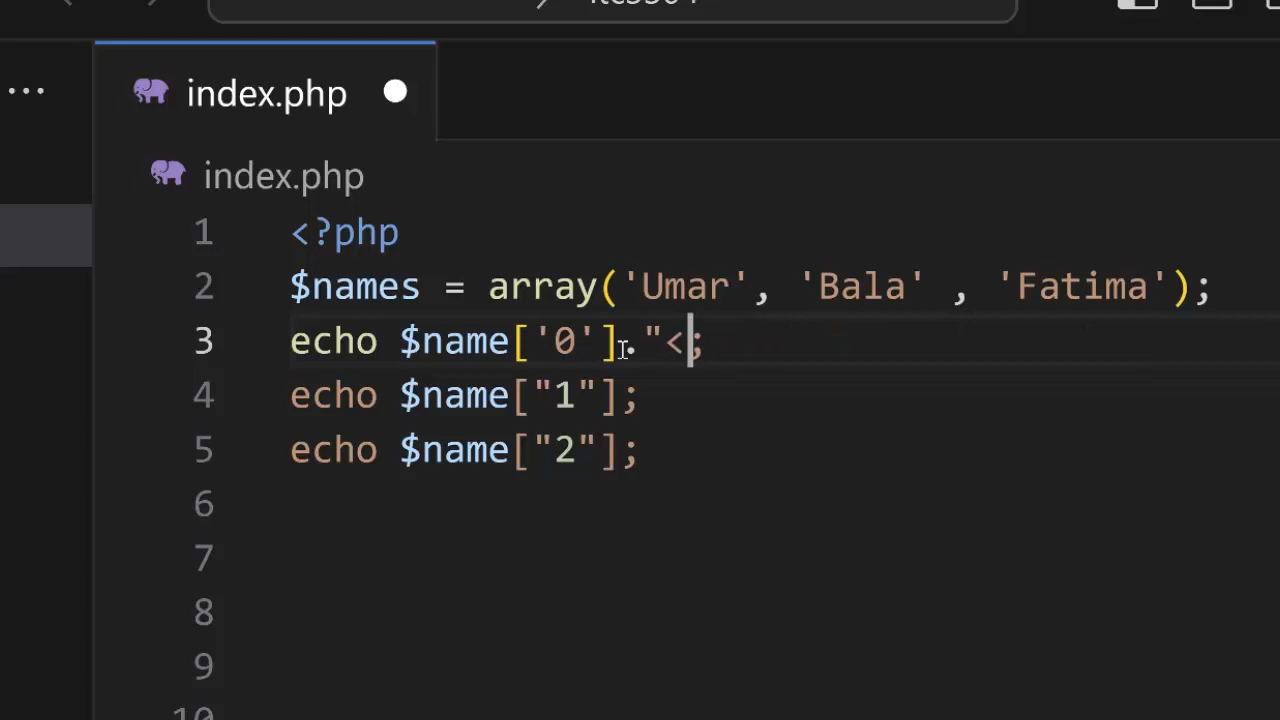 index.php
index.php
1 <?php
2 $names = array('Umar', 'Bala' , 'Fatima');
3 echo $name['0']."<;
4 echo $name["1"];
5 echo $name["2"];
6
7
8
9
10